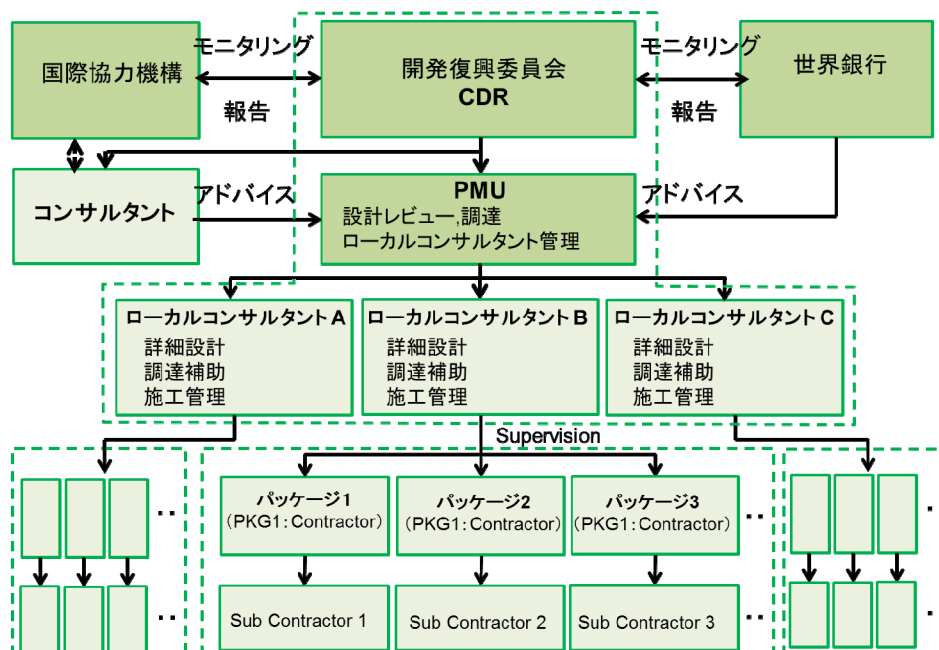 モニタリング
モニタリング
国際協力機構
開発復興委員会
CDR
世界銀行
報告
報告
コンサルタント
アドバイス
PMU
設計レビュー,調達
ローカルコンサルタント管理
アドバイス
ローカルコンサルタント A
詳細設計
調達補助
施工管理
ローカルコンサルタント B
詳細設計
調達補助
施工管理
ローカルコンサルタント C
詳細設計
調達補助
施工管理
Supervision
パッケージ1
（PKG1：Contractor）
パッケージ2
（PKG1：Contractor）
パッケージ3
（PKG1：Contractor）
Sub Contractor 1
Sub Contractor 2
Sub Contractor 3